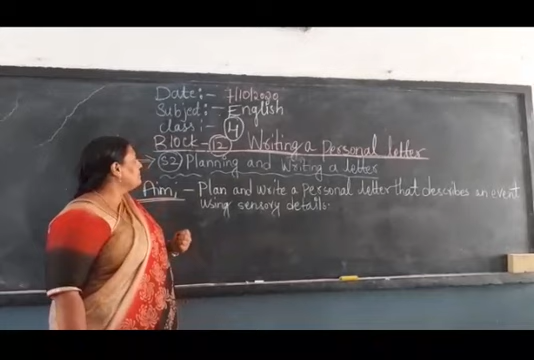 Date:- 7/10/2020
Subject:- English
Class:- 4
Block-12 Writing a personal letter
→ S2 Planning and writing a letter
Aim:- Plan and write a personal letter that describes an event
using sensory details.